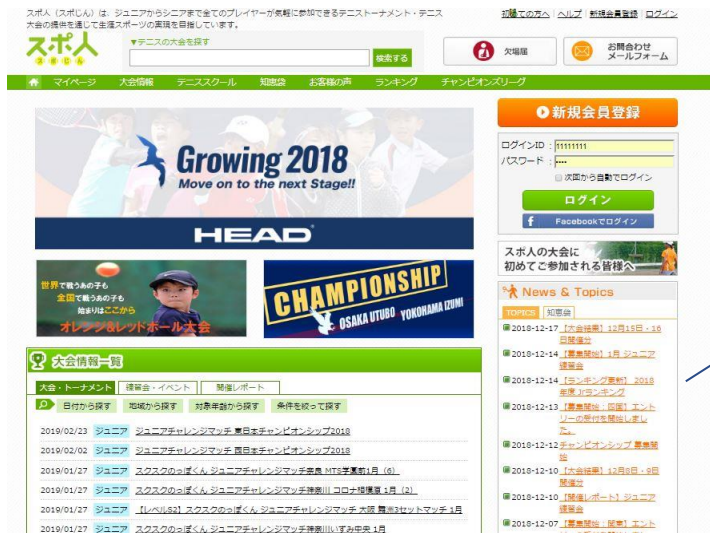 スポ人（スポじん）は、ジュニアからシニアまで全てのプレイヤーが気軽に参加できるテニストーナメント・テニス
大会の提供を通じて生涯スポーツの実現を目指しています。
初めての方へ ヘルプ 新規会員登録 ログイン
スポ人
スポじん
▼テニスの大会を探す
検索する
欠場届
お問合わせ
メールフォーム
マイページ 大会情報 テニススクール 知恵袋 お客様の声 ランキング チャンピオンズリーグ
Growing 2018
Move on to the next Stage!!
HEAD
新規会員登録
ログインID : 11111111
パスワード : ••••
次回から自動でログイン
ログイン
f Facebookでログイン
世界で戦うあの子も
全国で戦うあの子も
始まりはここから
オレンジ&レッドボール大会
CHAMPIONSHIP
OSAKA UTUBO YOKOHAMA IZUMI
スポ人の大会に
初めてご参加される皆様へ
News & Topics
TOPICS 知恵袋
2018-12-17 【大会結果】12月15日・16
日開催分
2018-12-14 【募集開始】1月 ジュニア
練習会
2018-12-14 【ランキング更新】 2018
年度 Jrランキング
2018-12-13 【募集開始：四国】エント
リーの受付を開始しまし
た。
2018-12-12 チャンピオンシップ 募集開
始
2018-12-10 【大会結果】12月8日・9日
開催分
2018-12-10 【開催レポート】ジュニア
練習会
2018-12-07 【募集開始：関東】エント
大会情報一覧
大会・トーナメント 練習会・イベント 開催レポート
日付から探す 地域から探す 対象年齢から探す 条件を絞って探す
2019/02/23 ジュニア ジュニアチャレンジマッチ 東日本チャンピオンシップ2018
2019/02/02 ジュニア ジュニアチャレンジマッチ 西日本チャンピオンシップ2018
2019/01/27 ジュニア スクスクのっぽくん ジュニアチャレンジマッチ奈良 MTS学園前1月（6）
2019/01/27 ジュニア スクスクのっぽくん ジュニアチャレンジマッチ神奈川 コロナ相模原 1月（2）
2019/01/27 ジュニア 【レベルS2】スクスクのっぽくん ジュニアチャレンジマッチ 大阪 舞洲3セットマッチ 1月
2019/01/27 ジュニア スクスクのっぽくん ジュニアチャレンジマッチ神奈川いずみ中央 1月